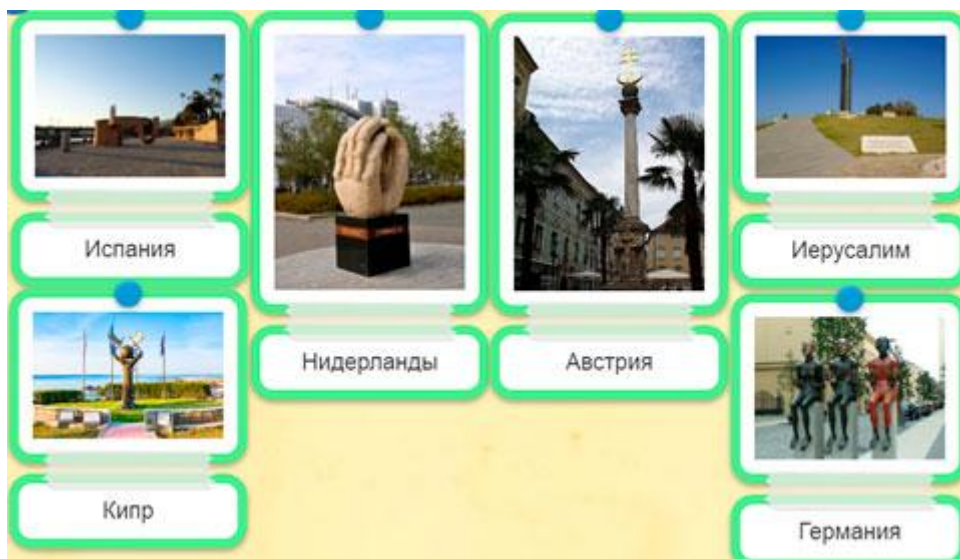 Испания
Нидерланды
Австрия
Иерусалим
Кипр
Германия